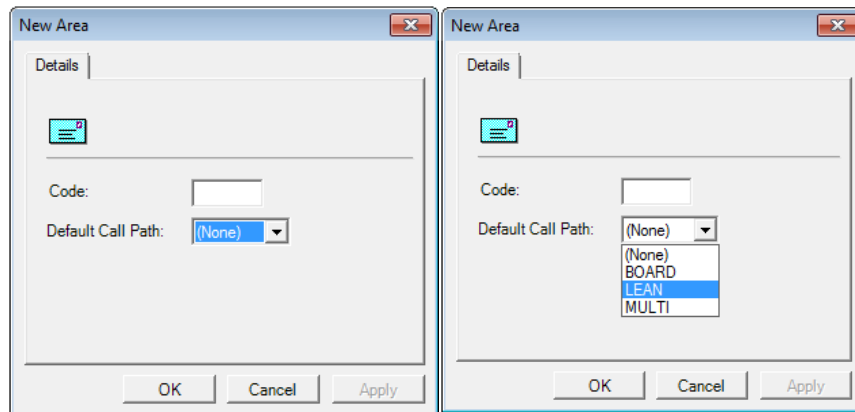 New Area
Details
Code:
Default Call Path: (None)
OK Cancel Apply
New Area
Details
Code:
Default Call Path: (None)
(None)
BOARD
LEAN
MULTI
OK Cancel Apply